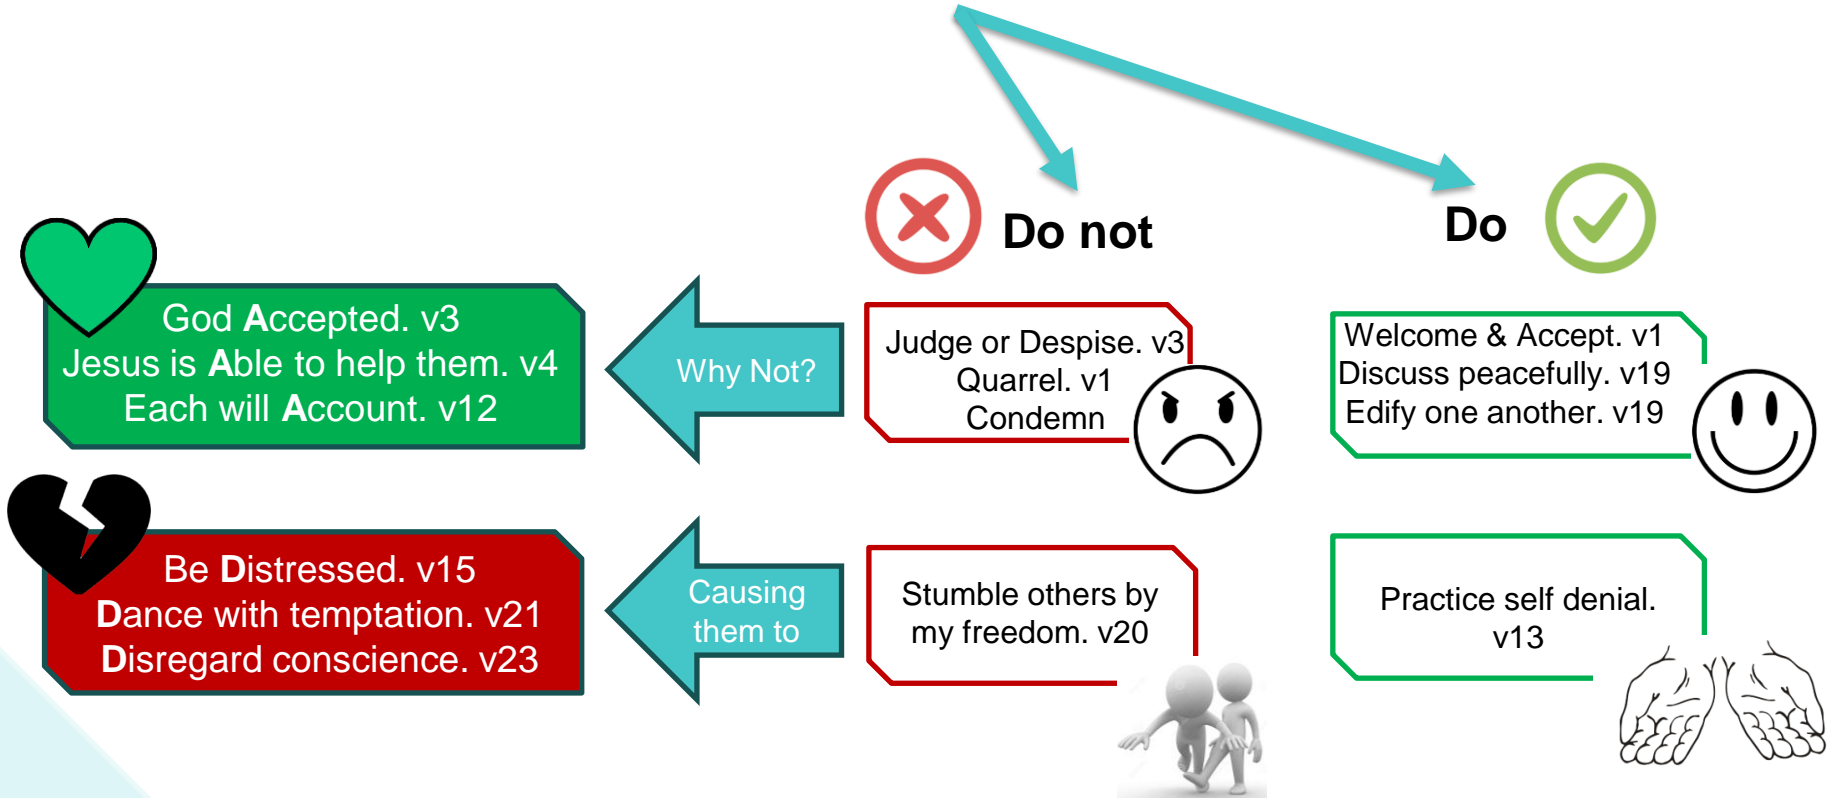 Do not
Do
God Accepted. v3
Jesus is Able to help them. v4
Each will Account. v12
Why Not?
Judge or Despise. v3
Quarrel. v1
Condemn
Welcome & Accept. v1
Discuss peacefully. v19
Edify one another. v19
Be Distressed. v15
Dance with temptation. v21
Disregard conscience. v23
Causing
them to
Stumble others by
my freedom. v20
Practice self denial.
v13